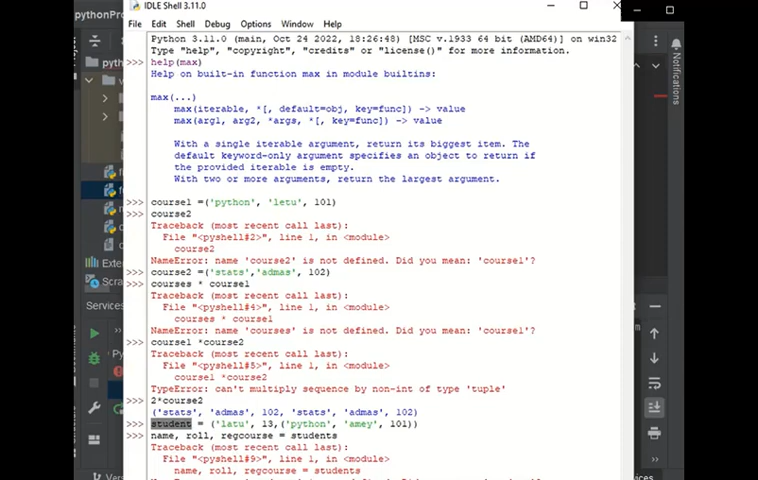 IDLE Shell 3.11.0
File Edit Shell Debug Options Window Help
Python 3.11.0 (main, Oct 24 2022, 18:26:48) [MSC v.1933 64 bit (AMD64)] on win32
Type "help", "copyright", "credits" or "license()" for more information.
>>> help(max)
Help on built-in function max in module builtins:
max(...)
max(iterable, *[, default=obj, key=func]) -> value
max(arg1, arg2, *args, *[, key=func]) -> value
With a single iterable argument, return its biggest item. The
default keyword-only argument specifies an object to return if
the provided iterable is empty.
With two or more arguments, return the largest argument.
>>> course1 =('python', 'letu', 101)
>>> course2
Traceback (most recent call last):
File "<pyshell#2>", line 1, in <module>
course2
NameError: name 'course2' is not defined. Did you mean: 'course1'?
>>> course2 =('stats','admas', 102)
>>> courses * course1
Traceback (most recent call last):
File "<pyshell#4>", line 1, in <module>
courses * course1
NameError: name 'courses' is not defined. Did you mean: 'course1'?
>>> course1 *course2
Traceback (most recent call last):
File "<pyshell#5>", line 1, in <module>
course1 *course2
TypeError: can't multiply sequence by non-int of type 'tuple'
>>> 2*course2
('stats', 'admas', 102, 'stats', 'admas', 102)
>>> student = ('latu', 13,('python', 'amey', 101))
>>> name, roll, regcourse = students
Traceback (most recent call last):
File "<pyshell#9>", line 1, in <module>
name, roll, regcourse = students
pythonPro
pyth
Exter
Scra
Services
Notifications